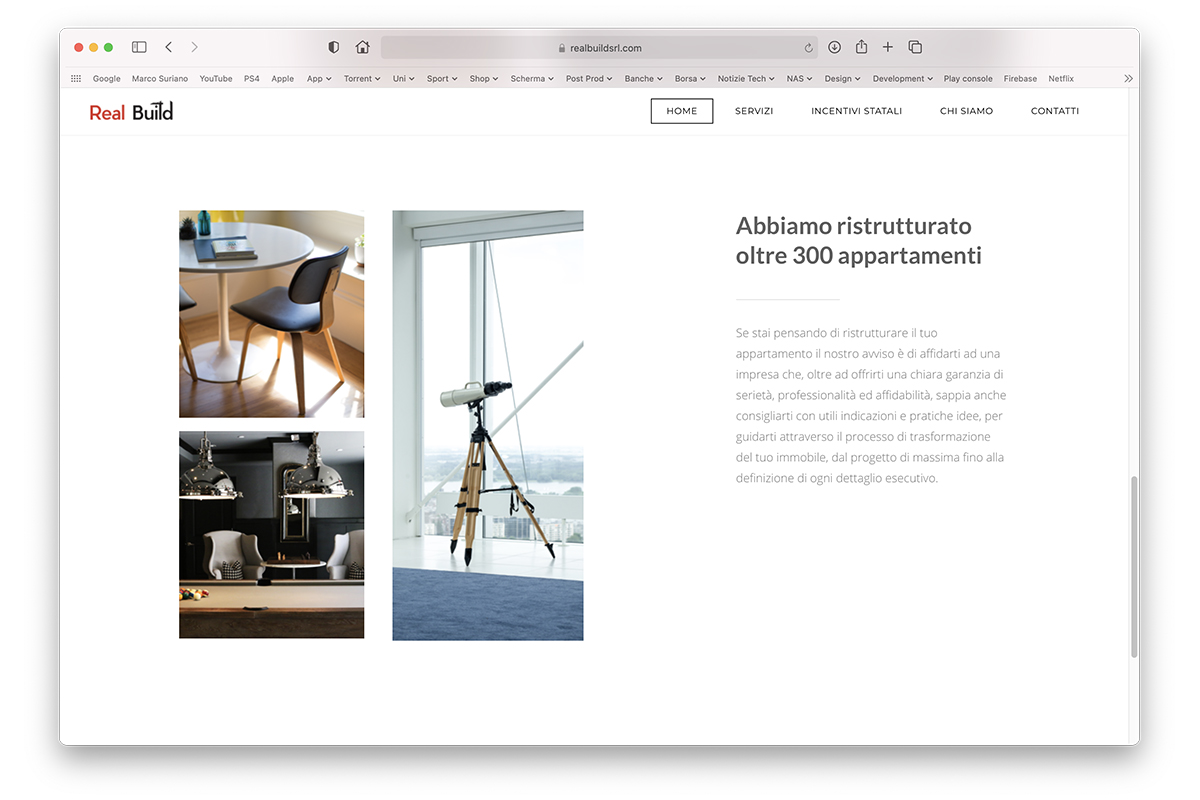 realbuildsrl.com
Google Marco Suriano YouTube PS4 Apple App Torrent Uni Sport Shop Scherma Post Prod Banche Borsa Notizie Tech NAS Design Development Play console Firebase Netflix
Real Build HOME SERVIZI INCENTIVI STATALI CHI SIAMO CONTATTI
Abbiamo ristrutturato
oltre 300 appartamenti
Se stai pensando di ristrutturare il tuo
appartamento il nostro avviso è di affidarti ad una
impresa che, oltre ad offrirti una chiara garanzia di
serietà, professionalità ed affidabilità, sappia anche
consigliarti con utili indicazioni e pratiche idee, per
guidarti attraverso il processo di trasformazione
del tuo immobile, dal progetto di massima fino alla
definizione di ogni dettaglio esecutivo.